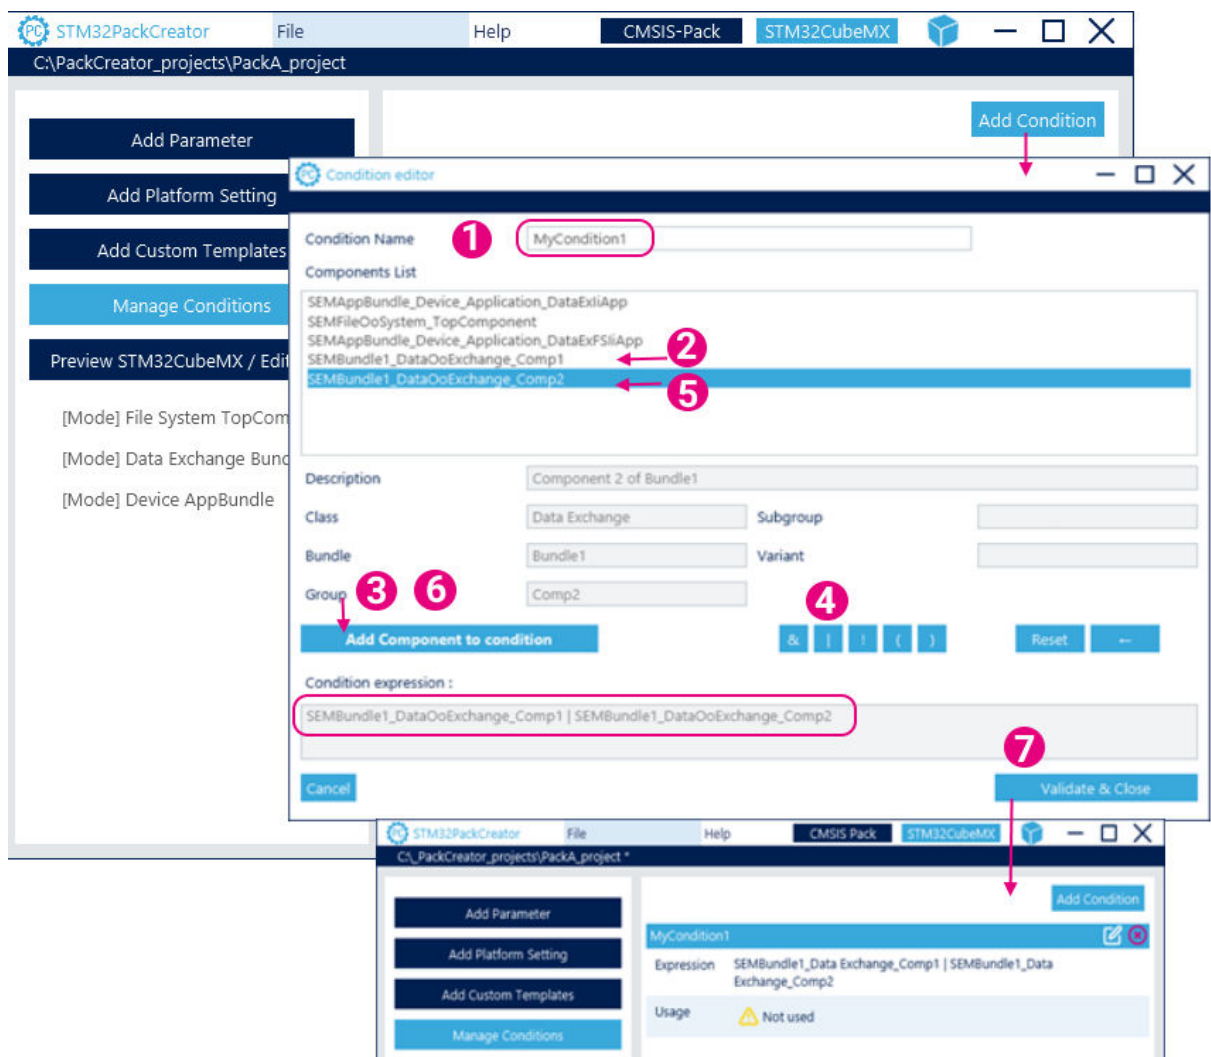 STM32PackCreator File Help CMSIS-Pack STM32CubeMX
C:\PackCreator_projects\PackA_project
Add Condition
Add Parameter
Add Platform Setting
Add Custom Templates
Manage Conditions
Preview STM32CubeMX / Edit
[Mode] File System TopCom
[Mode] Data Exchange Bund
[Mode] Device AppBundle
PC Condition editor
Condition Name 1 MyCondition1
Components List
SEMAppBundle_Device_Application_DataExIiApp
SEMFileOoSystem_TopComponent
SEMAppBundle_Device_Application_DataExFSIiApp
SEMBundle1_DataOoExchange_Comp1 2
SEMBundle1_DataOoExchange_Comp2 5
Description Component 2 of Bundle1
Class Data Exchange Subgroup
Bundle Bundle1 Variant
Group 3 6 Comp2 4
Add Component to condition & | ! ( ) Reset ←
Condition expression :
SEMBundle1_DataOoExchange_Comp1 | SEMBundle1_DataOoExchange_Comp2
7
Cancel Validate & Close
PC STM32PackCreator File Help CMSIS Pack STM32CubeMX
C:\_PackCreator_projects\PackA_project *
Add Condition
Add Parameter
Add Platform Setting
Add Custom Templates
Manage Conditions
MyCondition1
Expression SEMBundle1_Data Exchange_Comp1 | SEMBundle1_Data
Exchange_Comp2
Usage Not used